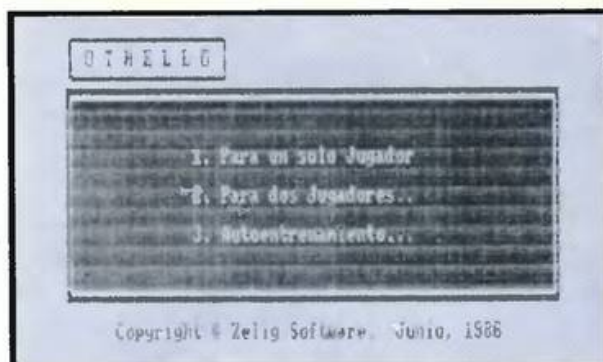 OTHELLO
1. Para un solo Jugador
2. Para dos Jugadores..
3. Autoentrenamiento...
Copyright © Zelig Software. Junio, 1986